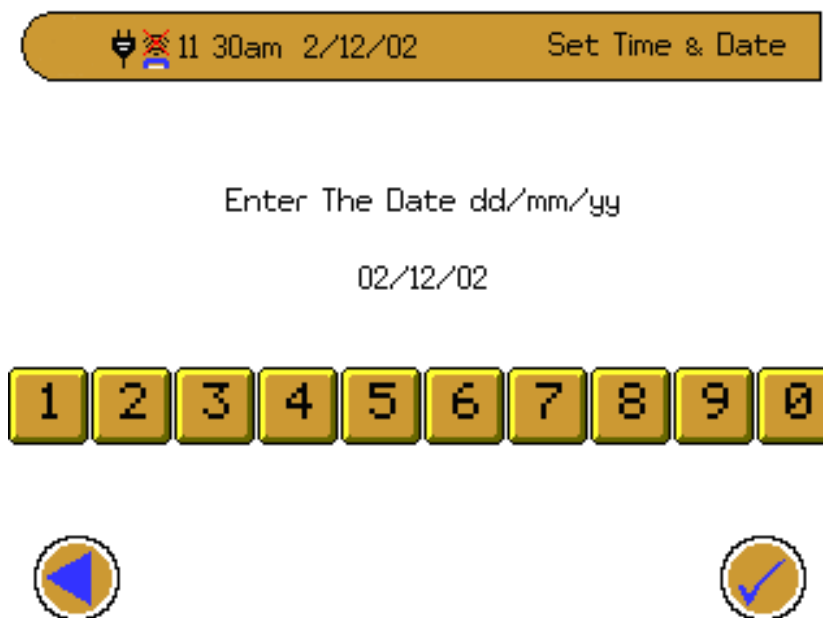 11 30am 2/12/02 Set Time & Date
Enter The Date dd/mm/yy
02/12/02
1 2 3 4 5 6 7 8 9 0